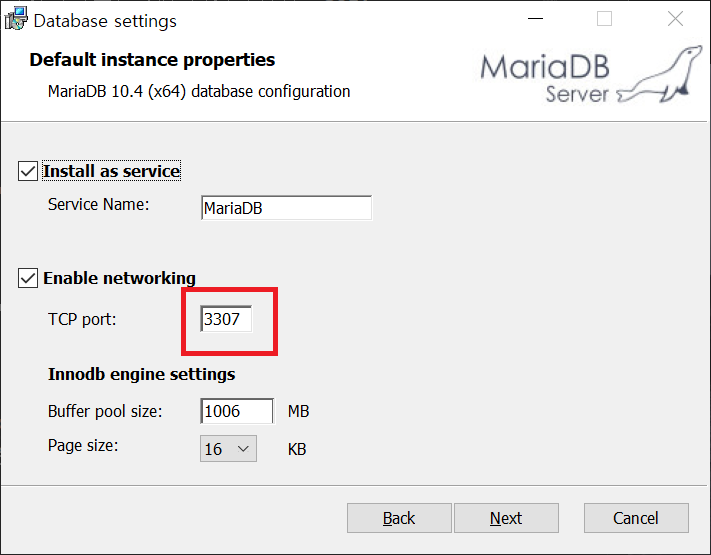 Database settings
Default instance properties
MariaDB 10.4 (x64) database configuration
MariaDB
Server
Install as service
Service Name: MariaDB
Enable networking
TCP port: 3307
Innodb engine settings
Buffer pool size: 1006 MB
Page size: 16 KB
Back Next Cancel